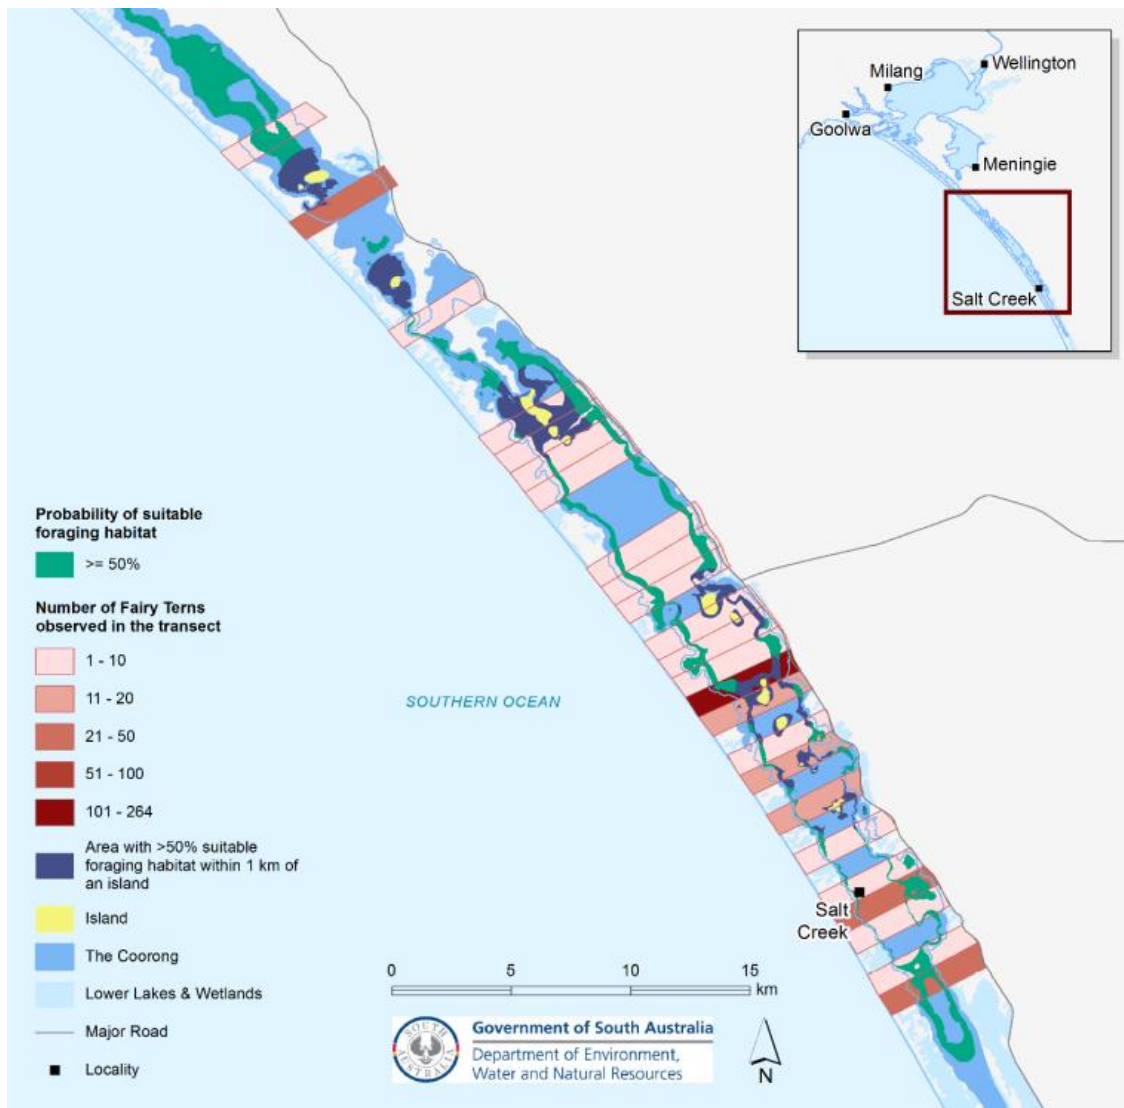 Wellington
Milang
Goolwa
Meningie
Salt Creek
Probability of suitable
foraging habitat
>= 50%
Number of Fairy Terns
observed in the transect
1 - 10
11 - 20
21 - 50
51 - 100
101 - 264
Area with >50% suitable
foraging habitat within 1 km of
an island
Island
The Coorong
Lower Lakes & Wetlands
Major Road
Locality
SOUTHERN OCEAN
Salt
Creek
0 5 10 15
km
SOUTH
AUSTRALIA
Government of South Australia
Department of Environment,
Water and Natural Resources
N